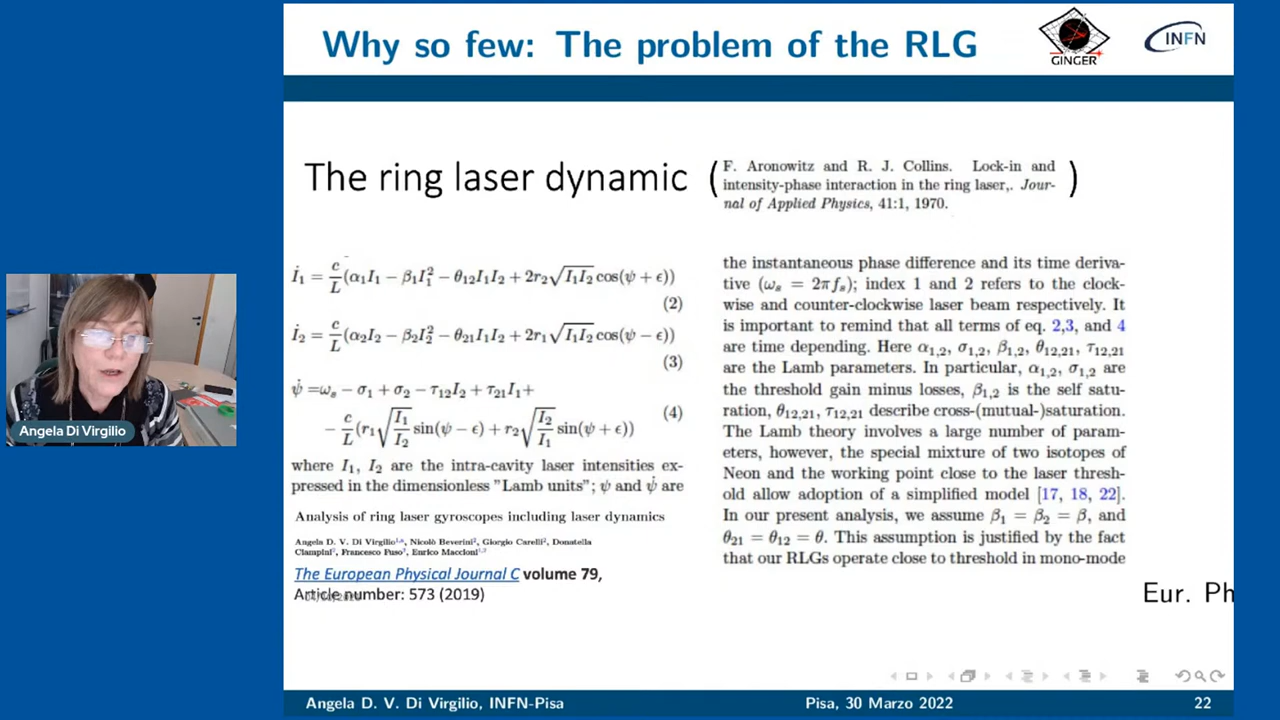 Why so few: The problem of the RLG
GINGER
INFN
The ring laser dynamic (
F. Aronowitz and R. J. Collins. Lock-in and
intensity-phase interaction in the ring laser,. Jour-
nal of Applied Physics, 41:1, 1970.
)
İ₁ = c/L (α₁I₁ − β₁I₁² − θ₁₂I₁I₂ + 2r₂√(I₁I₂) cos(ψ + ϵ))
(2)
İ₂ = c/L (α₂I₂ − β₂I₂² − θ₂₁I₁I₂ + 2r₁√(I₁I₂) cos(ψ − ϵ))
(3)
ψ̇ =ωₛ − σ₁ + σ₂ − τ₁₂I₂ + τ₂₁I₁+
− c/L (r₁√(I₁/I₂) sin(ψ − ϵ) + r₂√(I₂/I₁) sin(ψ + ϵ))
(4)
where I₁, I₂ are the intra-cavity laser intensities ex-
pressed in the dimensionless "Lamb units"; ψ and ψ̇ are
Analysis of ring laser gyroscopes including laser dynamics
Angela D. V. Di Virgilio, Nicolò Beverini, Giorgio Carelli, Donatella
Ciampini, Francesco Fuso, Enrico Maccioni
The European Physical Journal C volume 79,
Article number: 573 (2019)
the instantaneous phase difference and its time deriva-
tive (ωₛ = 2πfₛ); index 1 and 2 refers to the clock-
wise and counter-clockwise laser beam respectively. It
is important to remind that all terms of eq. 2,3, and 4
are time depending. Here α₁,₂, σ₁,₂, β₁,₂, θ₁₂,₂₁, τ₁₂,₂₁
are the Lamb parameters. In particular, α₁,₂, σ₁,₂ are
the threshold gain minus losses, β₁,₂ is the self satu-
ration, θ₁₂,₂₁, τ₁₂,₂₁ describe cross-(mutual-)saturation.
The Lamb theory involves a large number of param-
eters, however, the special mixture of two isotopes of
Neon and the working point close to the laser thresh-
old allow adoption of a simplified model [17, 18, 22].
In our present analysis, we assume β₁ = β₂ = β, and
θ₂₁ = θ₁₂ = θ. This assumption is justified by the fact
that our RLGs operate close to threshold in mono-mode
Eur. Ph
Angela Di Virgilio
Angela D. V. Di Virgilio, INFN-Pisa
Pisa, 30 Marzo 2022
22